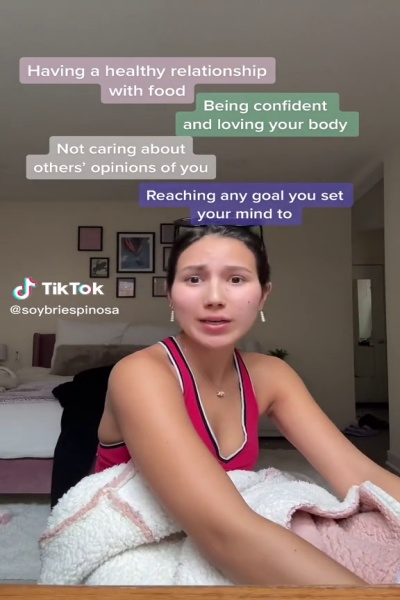 Having a healthy relationship
with food
Being confident
and loving your body
Not caring about
others' opinions of you
Reaching any goal you set
your mind to
TikTok
@soybriespinosa